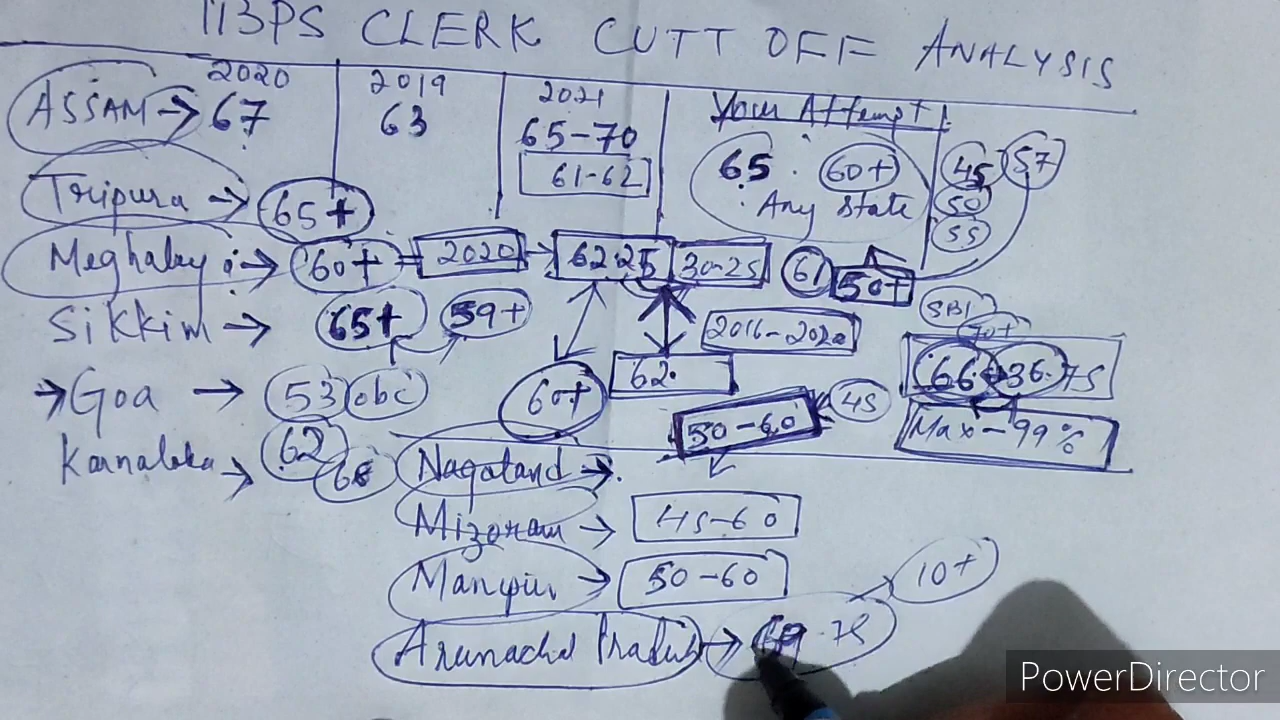 IBPS CLERK CUTT OFF ANALYSIS
2020 2019 2021 Your Attempt
ASSAM → 67 63 65-70
61-62
65. 60+ 45 57
Any state 50
55
Tripura → 65+
Meghalay → 60+ = 2020 → 62.25 30.25 61 50+
Sikkim → 65+ 59+ 2016-2020 SBI
70+
62. 66. 36.75
→ Goa → 53 obc 60+ 50-60 45 Max - 99%
Karnataka → 62
Nagaland →
Mizoram → 45-60
Manipur → 50-60 10+
Arunachal Pradesh →
PowerDirector